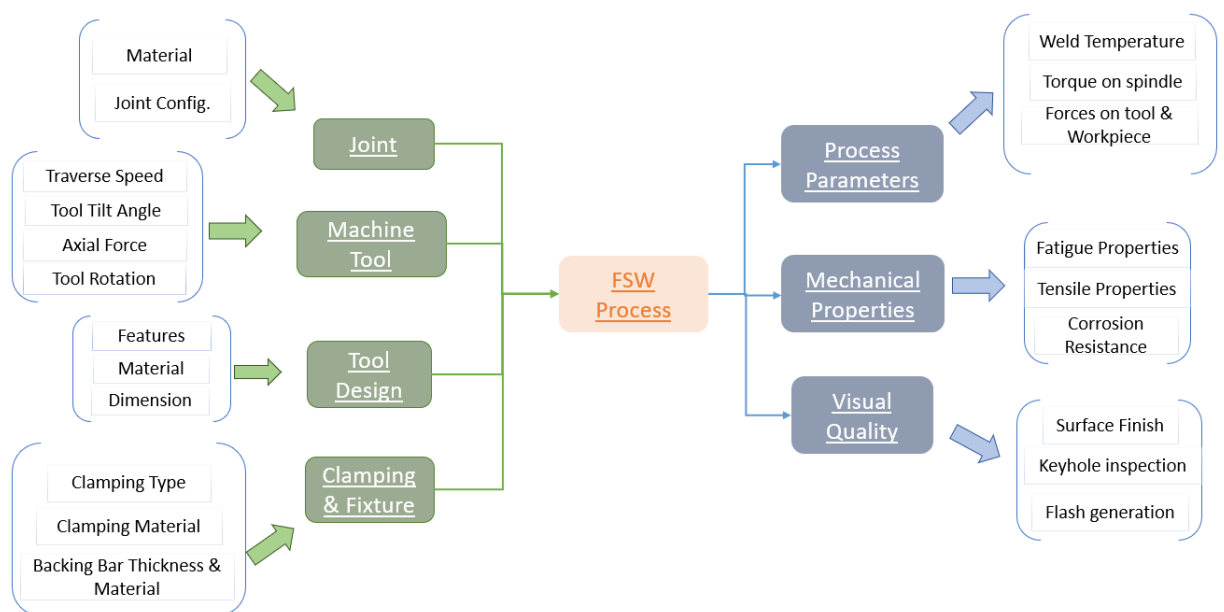 Material
Joint Config.
Joint
Traverse Speed
Tool Tilt Angle
Axial Force
Tool Rotation
Machine
Tool
Features
Material
Dimension
Tool
Design
Clamping Type
Clamping Material
Backing Bar Thickness &
Material
Clamping
& Fixture
FSW
Process
Process
Parameters
Weld Temperature
Torque on spindle
Forces on tool &
Workpiece
Mechanical
Properties
Fatigue Properties
Tensile Properties
Corrosion
Resistance
Visual
Quality
Surface Finish
Keyhole inspection
Flash generation